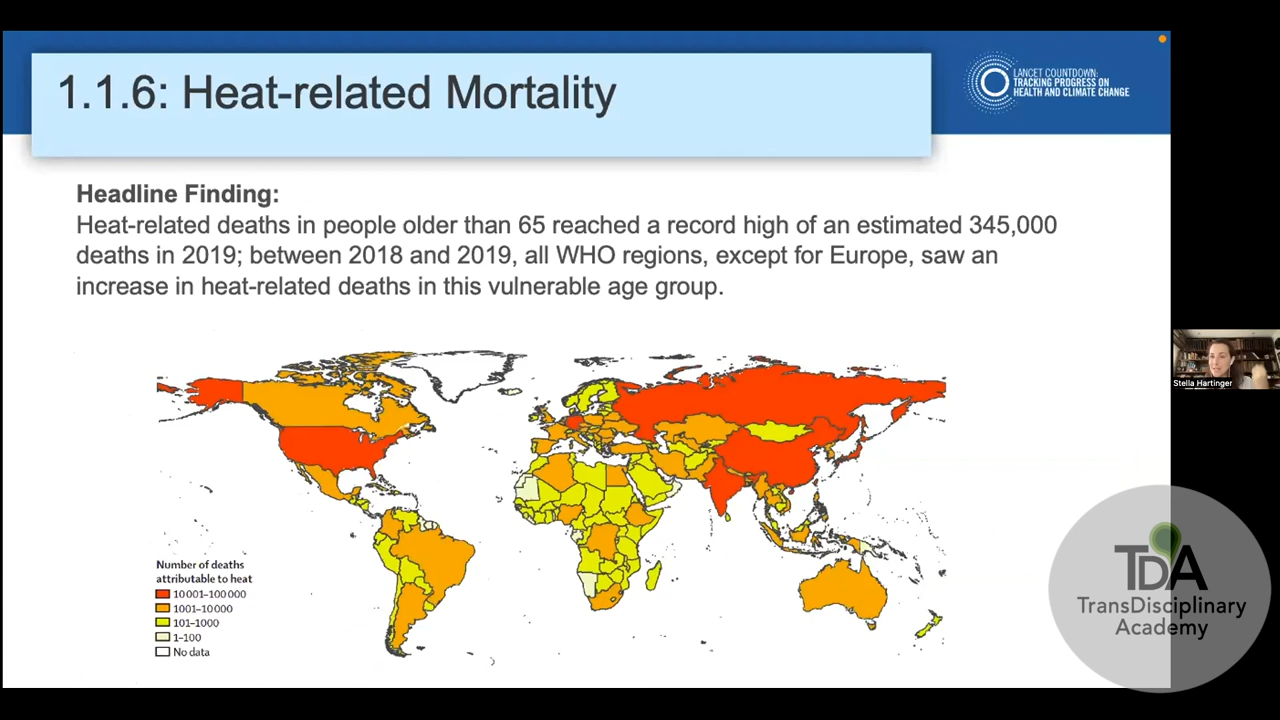 1.1.6: Heat-related Mortality
LANCET COUNTDOWN:
TRACKING PROGRESS ON
HEALTH AND CLIMATE CHANGE
Headline Finding:
Heat-related deaths in people older than 65 reached a record high of an estimated 345,000
deaths in 2019; between 2018 and 2019, all WHO regions, except for Europe, saw an
increase in heat-related deaths in this vulnerable age group.
Stella Hartinger
Number of deaths
attributable to heat
10 001–100 000
1001–10 000
101–1000
1–100
No data
TDA
TransDisciplinary
Academy